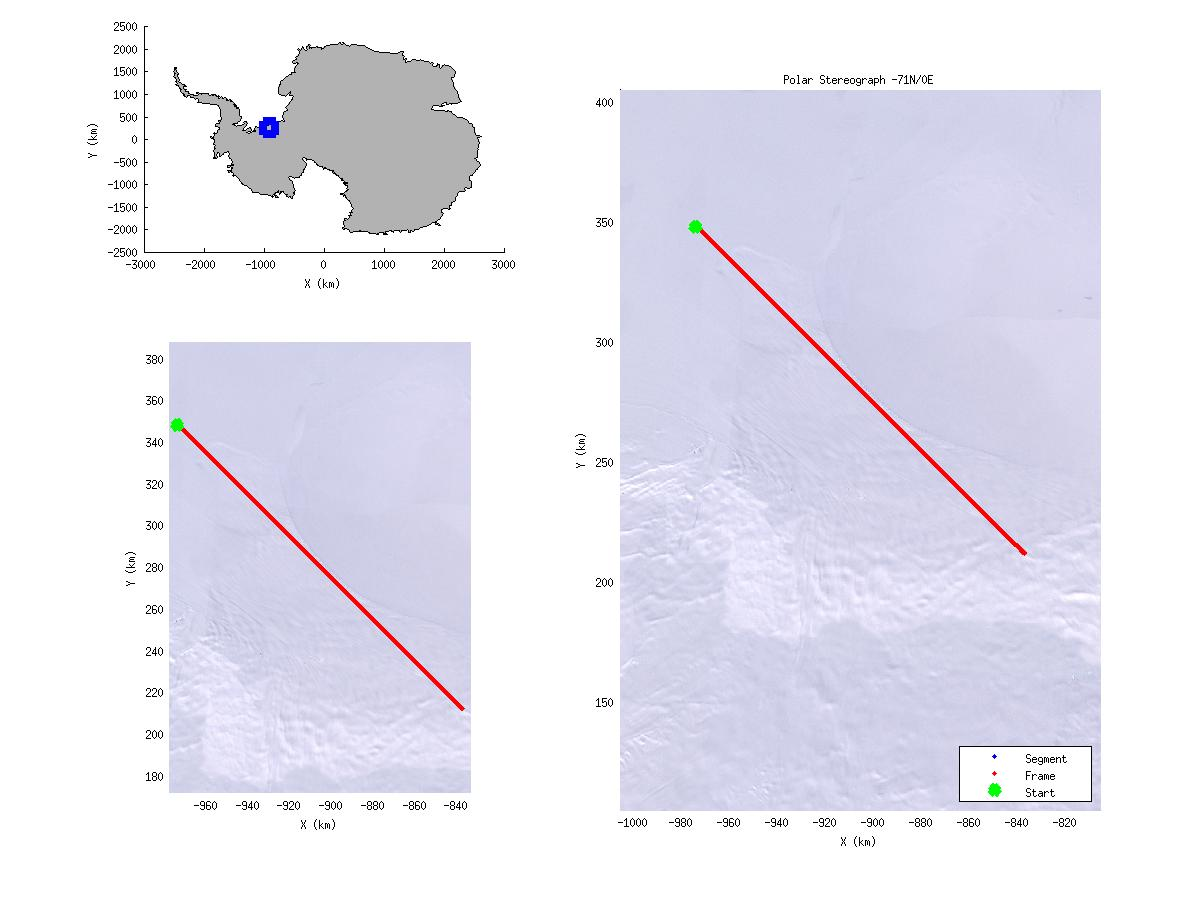 2500
2000
1500
1000
500
0
-500
-1000
-1500
-2000
-2500
Y (km)
-3000 -2000 -1000 0 1000 2000 3000
X (km)
380
360
340
320
300
280
260
240
220
200
180
Y (km)
-960 -940 -920 -900 -880 -860 -840
X (km)
Polar Stereograph -71N/0E
400
350
300
250
200
150
Y (km)
-1000 -980 -960 -940 -920 -900 -880 -860 -840 -820
X (km)
Segment
Frame
Start